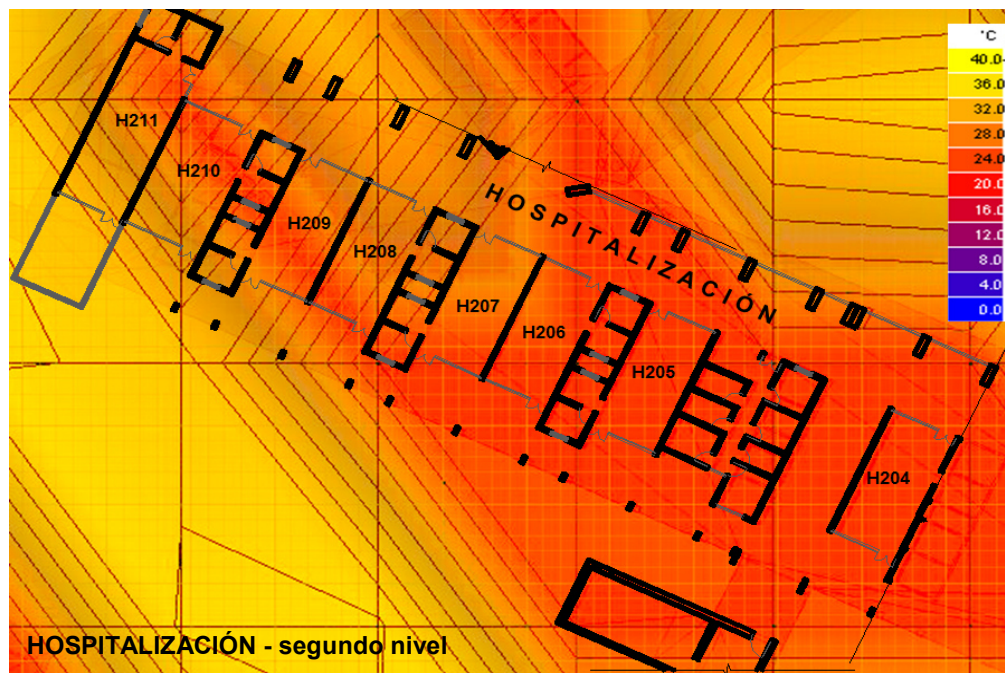 °C
40.0+
36.0
32.0
28.0
24.0
20.0
16.0
12.0
8.0
4.0
0.0
H211
H210
H209
H208
H207
H206
H205
H204
HOSPITALIZACIÓN
HOSPITALIZACIÓN - segundo nivel